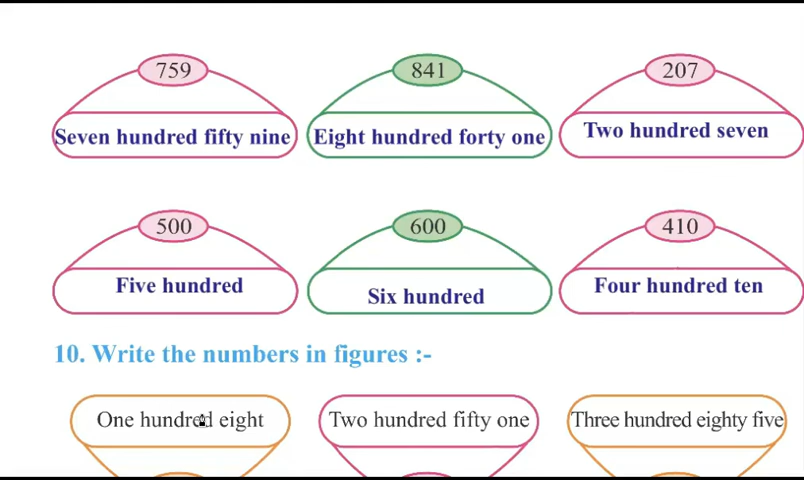 759 841 207
Seven hundred fifty nine Eight hundred forty one Two hundred seven
500 600 410
Five hundred Six hundred Four hundred ten
10. Write the numbers in figures :-
One hundred eight Two hundred fifty one Three hundred eighty five